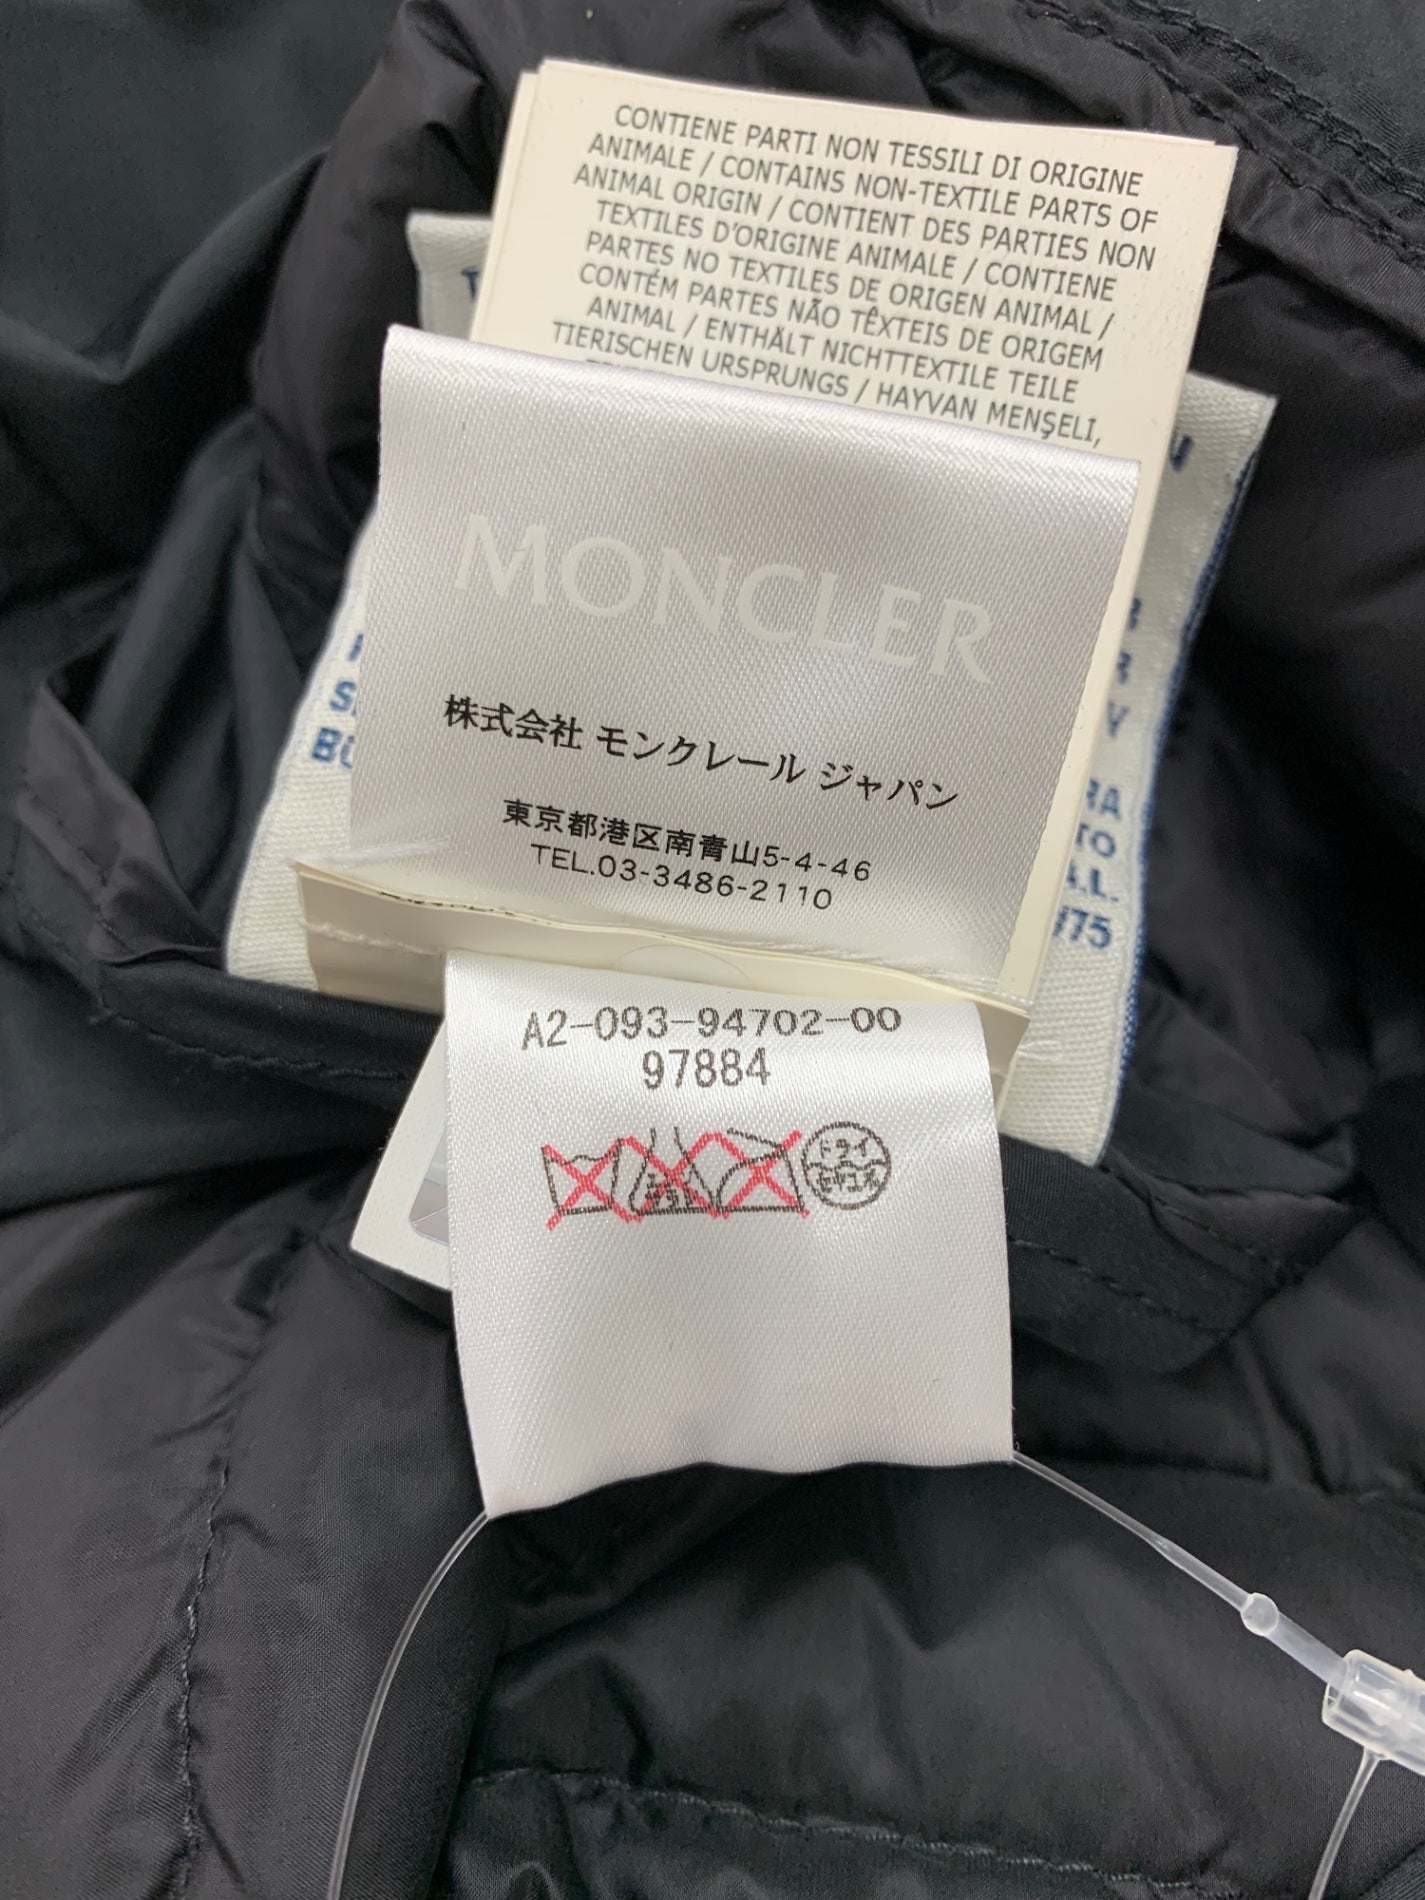 CONTIENE PARTI NON TESSILI DI ORIGINE
ANIMALE / CONTAINS NON-TEXTILE PARTS OF
ANIMAL ORIGIN / CONTIENT DES PARTIES NON
TEXTILES D'ORIGINE ANIMALE / CONTIENE
PARTES NO TEXTILES DE ORIGEN ANIMAL /
CONTÉM PARTES NÃO TÊXTEIS DE ORIGEM
ANIMAL / ENTHÄLT NICHTTEXTILE TEILE
TIERISCHEN URSPRUNGS / HAYVAN MENŞELİ,
MONCLER
株式会社 モンクレール ジャパン
東京都港区南青山5-4-46
TEL.03-3486-2110
A2-093-94702-00
97884
ドライ
セキユ系